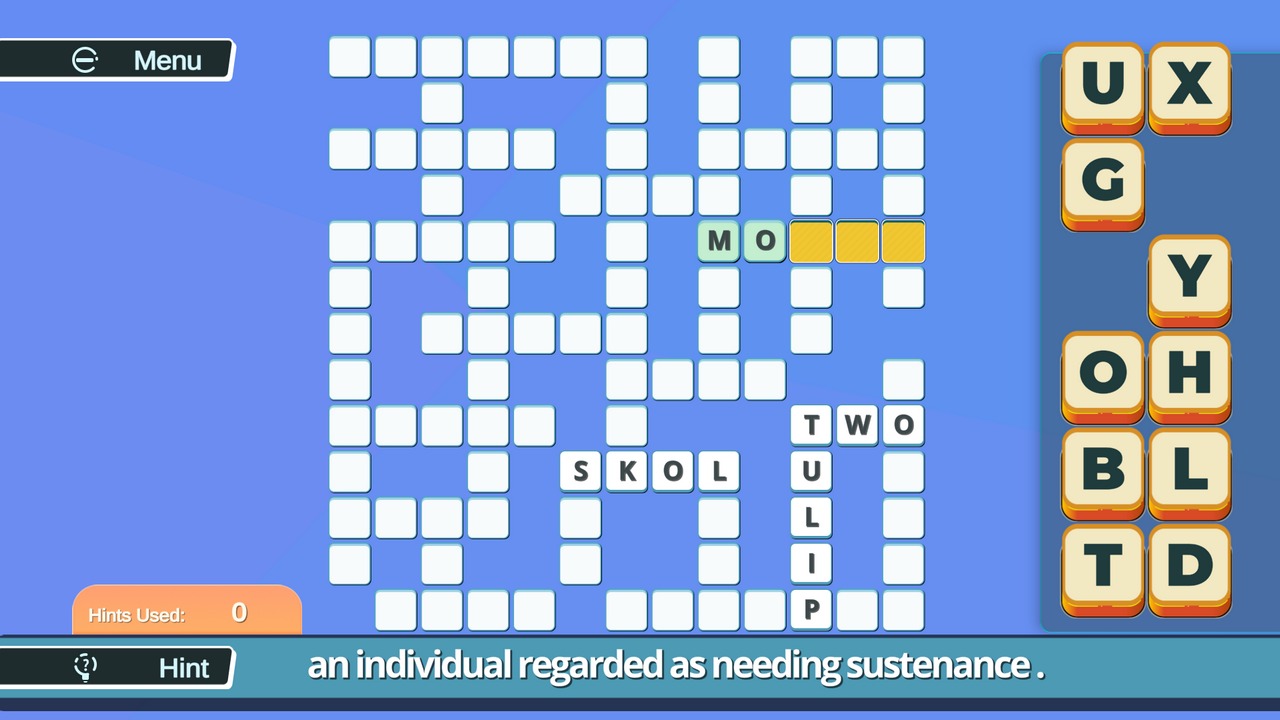 Menu
M O
T W O
S K O L
U
L
I
P
U X
G
Y
O H
B L
T D
Hints Used: 0
Hint
an individual regarded as needing sustenance .